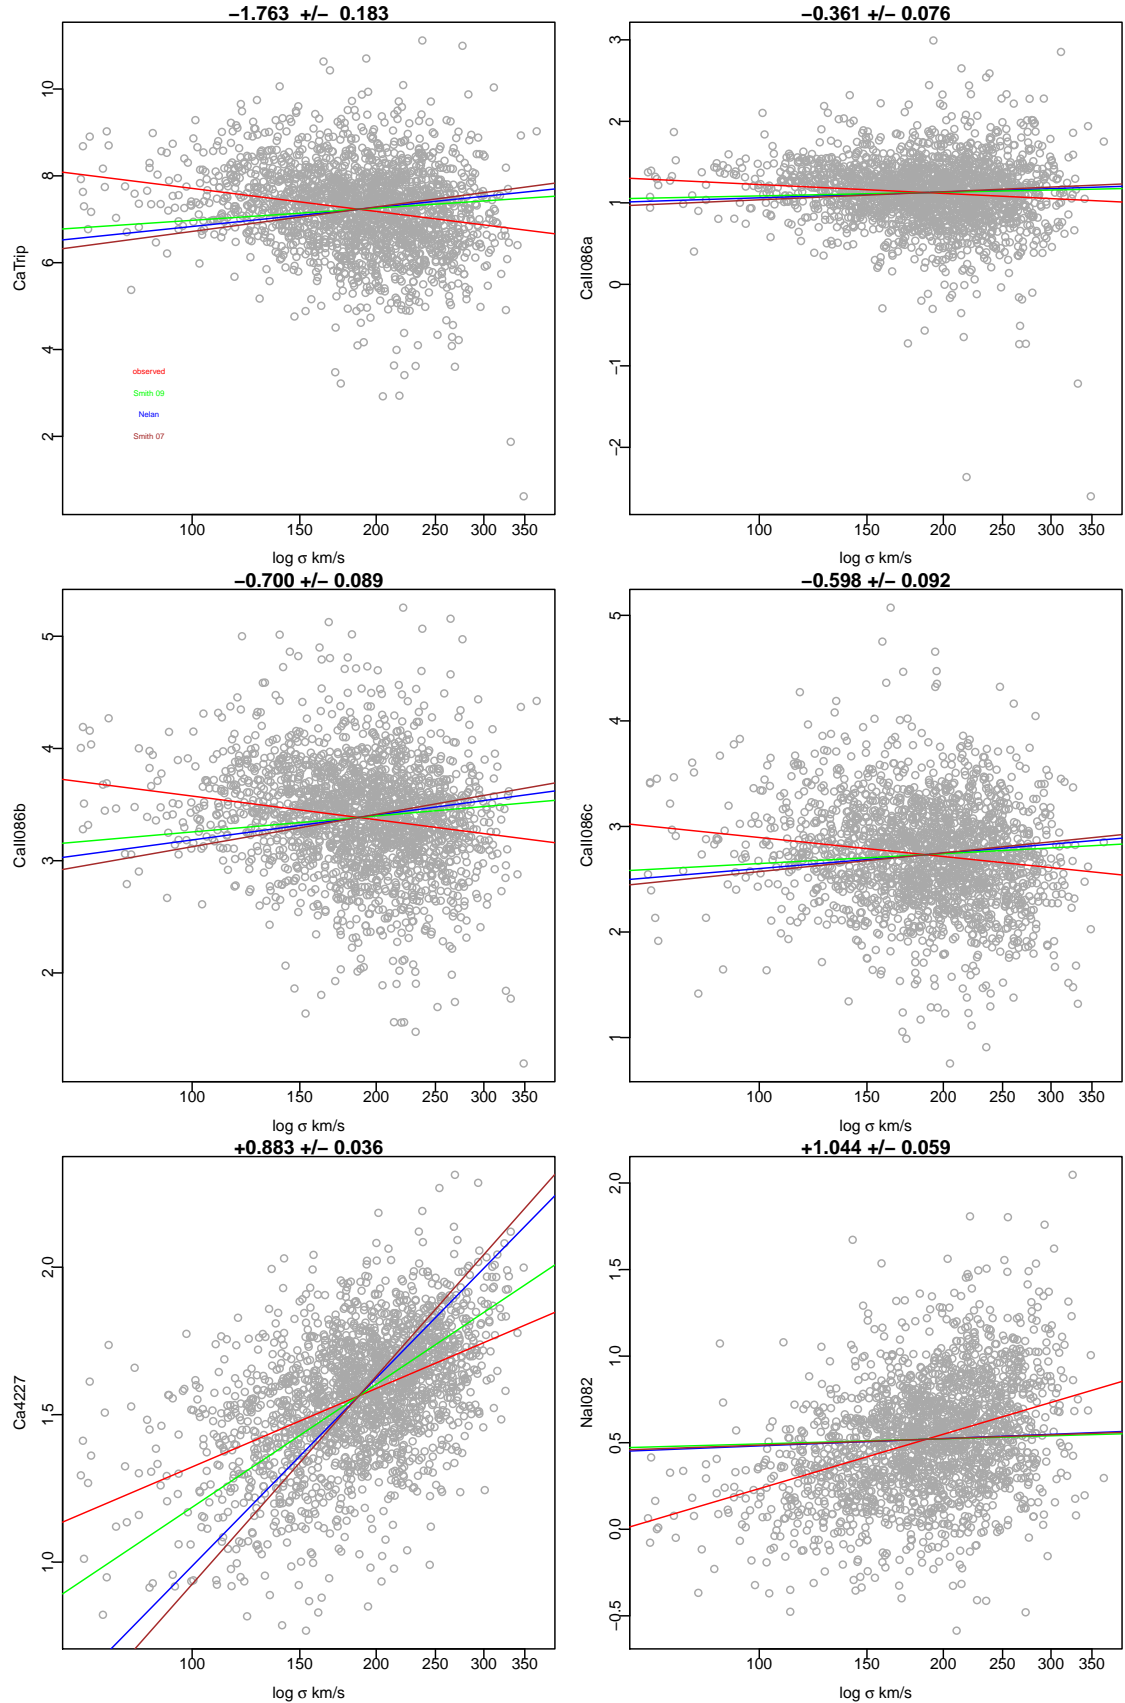 −1.763 +/− 0.183
CaTrip
10
8
6
4
2
observed
Smith 09
Nelan
Smith 07
100 150 200 250 300 350
log σ km/s
−0.361 +/− 0.076
CaII086a
3
2
1
0
−1
−2
100 150 200 250 300 350
log σ km/s
−0.700 +/− 0.089
CaII086b
5
4
3
2
100 150 200 250 300 350
log σ km/s
−0.598 +/− 0.092
CaII086c
5
4
3
2
1
100 150 200 250 300 350
log σ km/s
+0.883 +/− 0.036
Ca4227
2.0
1.5
1.0
100 150 200 250 300 350
log σ km/s
+1.044 +/− 0.059
NaI082
2.0
1.5
1.0
0.5
0.0
−0.5
100 150 200 250 300 350
log σ km/s